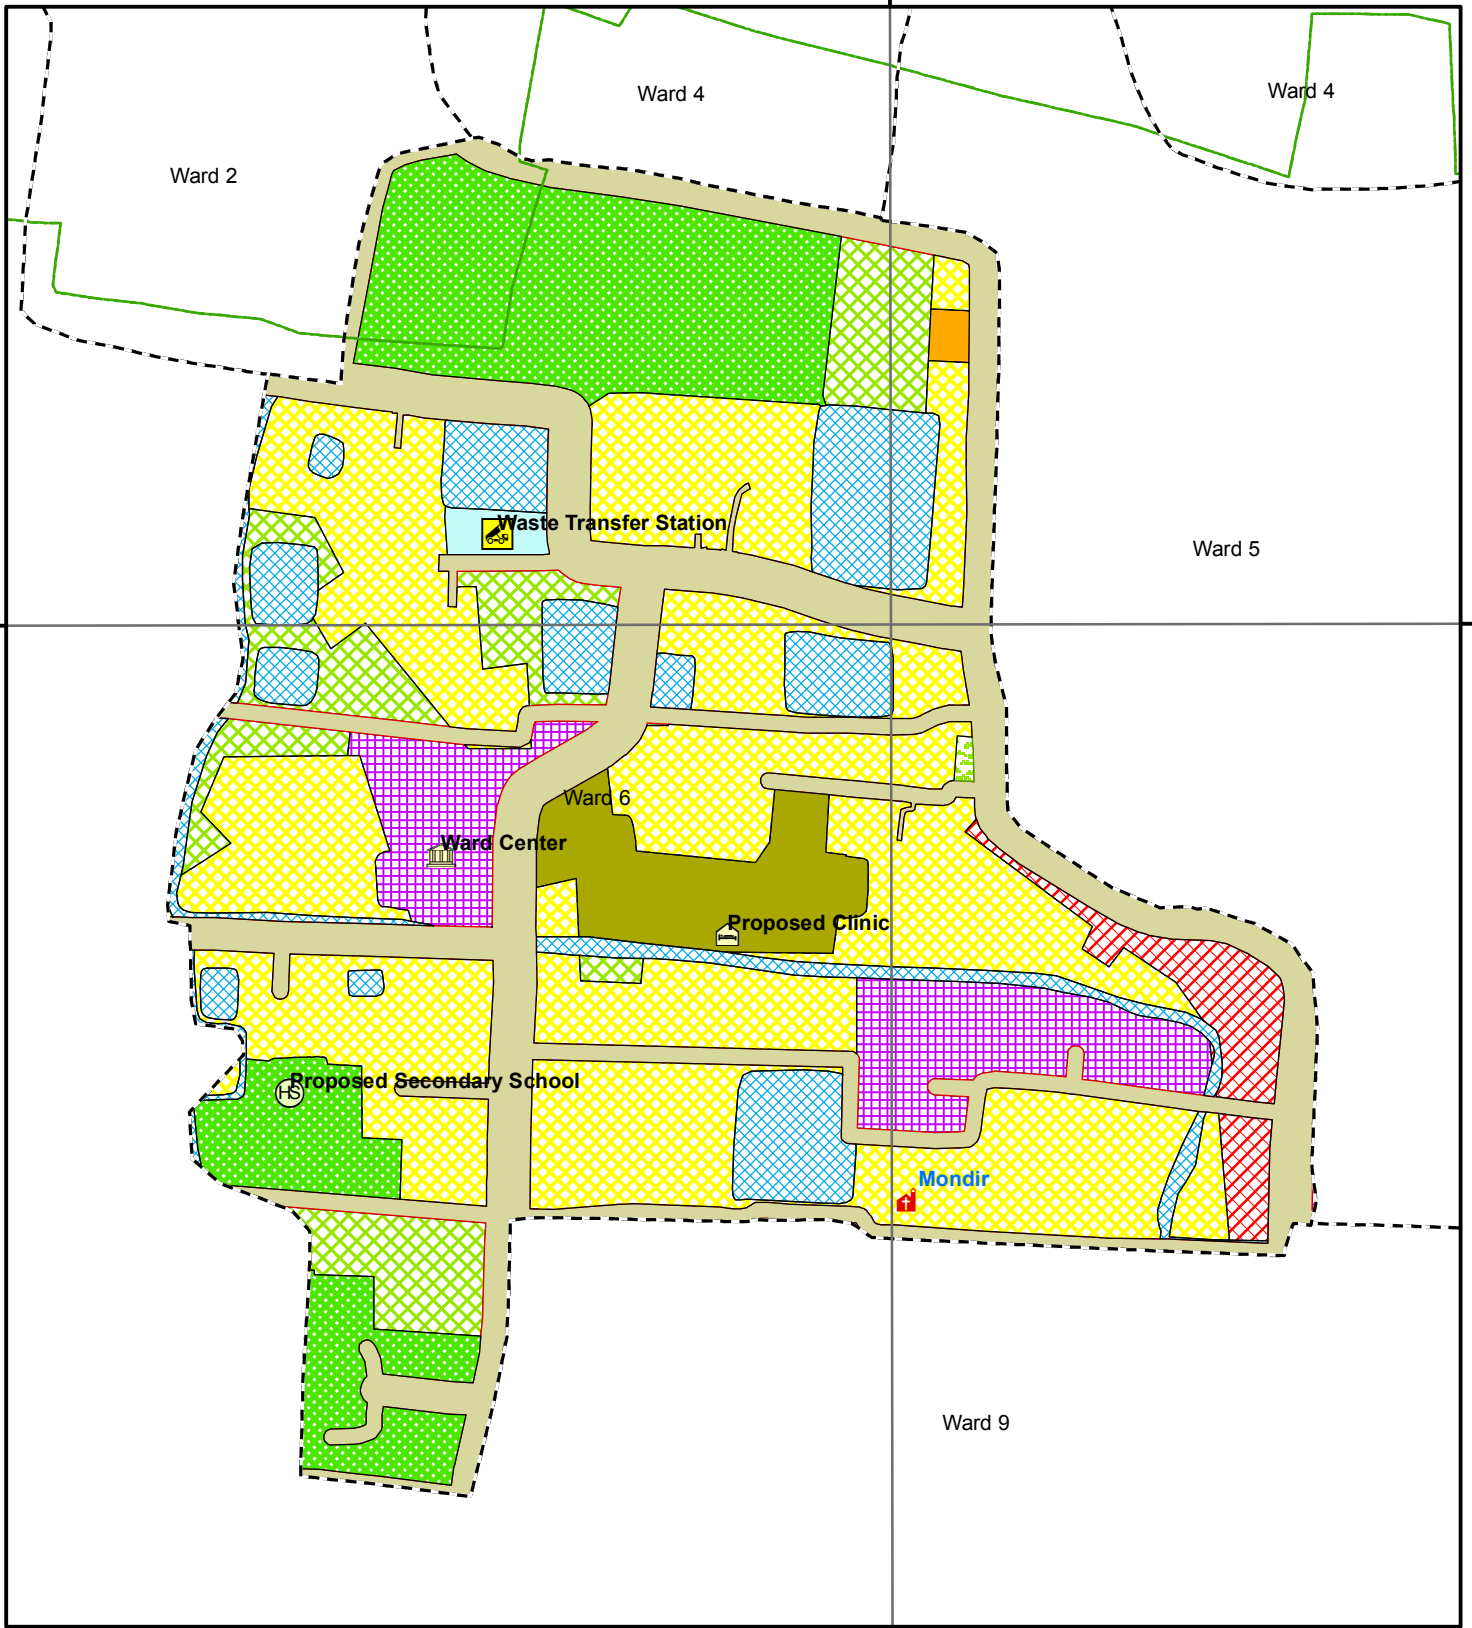 Ward 4
Ward 4
Ward 2
Waste Transfer Station
Ward 5
Ward 6
Ward Center
Proposed Clinic
Proposed Secondary School
HS
Mondir
Ward 9